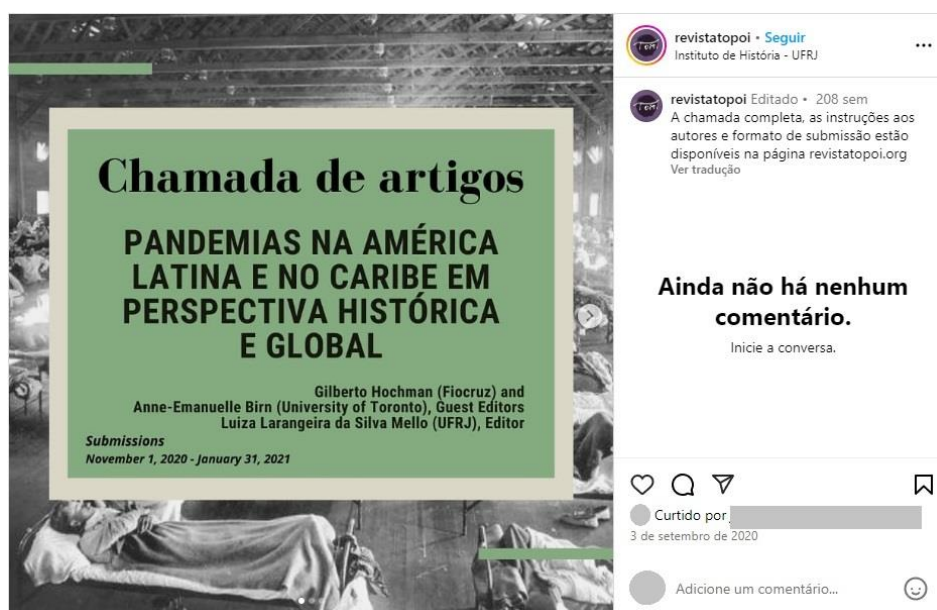 Chamada de artigos
PANDEMIAS NA AMÉRICA
LATINA E NO CARIBE EM
PERSPECTIVA HISTÓRICA
E GLOBAL
Gilberto Hochman (Fiocruz) and
Anne-Emanuelle Birn (University of Toronto), Guest Editors
Luiza Larangeira da Silva Mello (UFRJ), Editor
Submissions
November 1, 2020 - January 31, 2021
revistatopoi • Seguir
Instituto de História - UFRJ
revistatopoi Editado • 208 sem
A chamada completa, as instruções aos
autores e formato de submissão estão
disponíveis na página revistatopoi.org
Ver tradução
Ainda não há nenhum
comentário.
Inicie a conversa.
Curtido por
3 de setembro de 2020
Adicione um comentário...